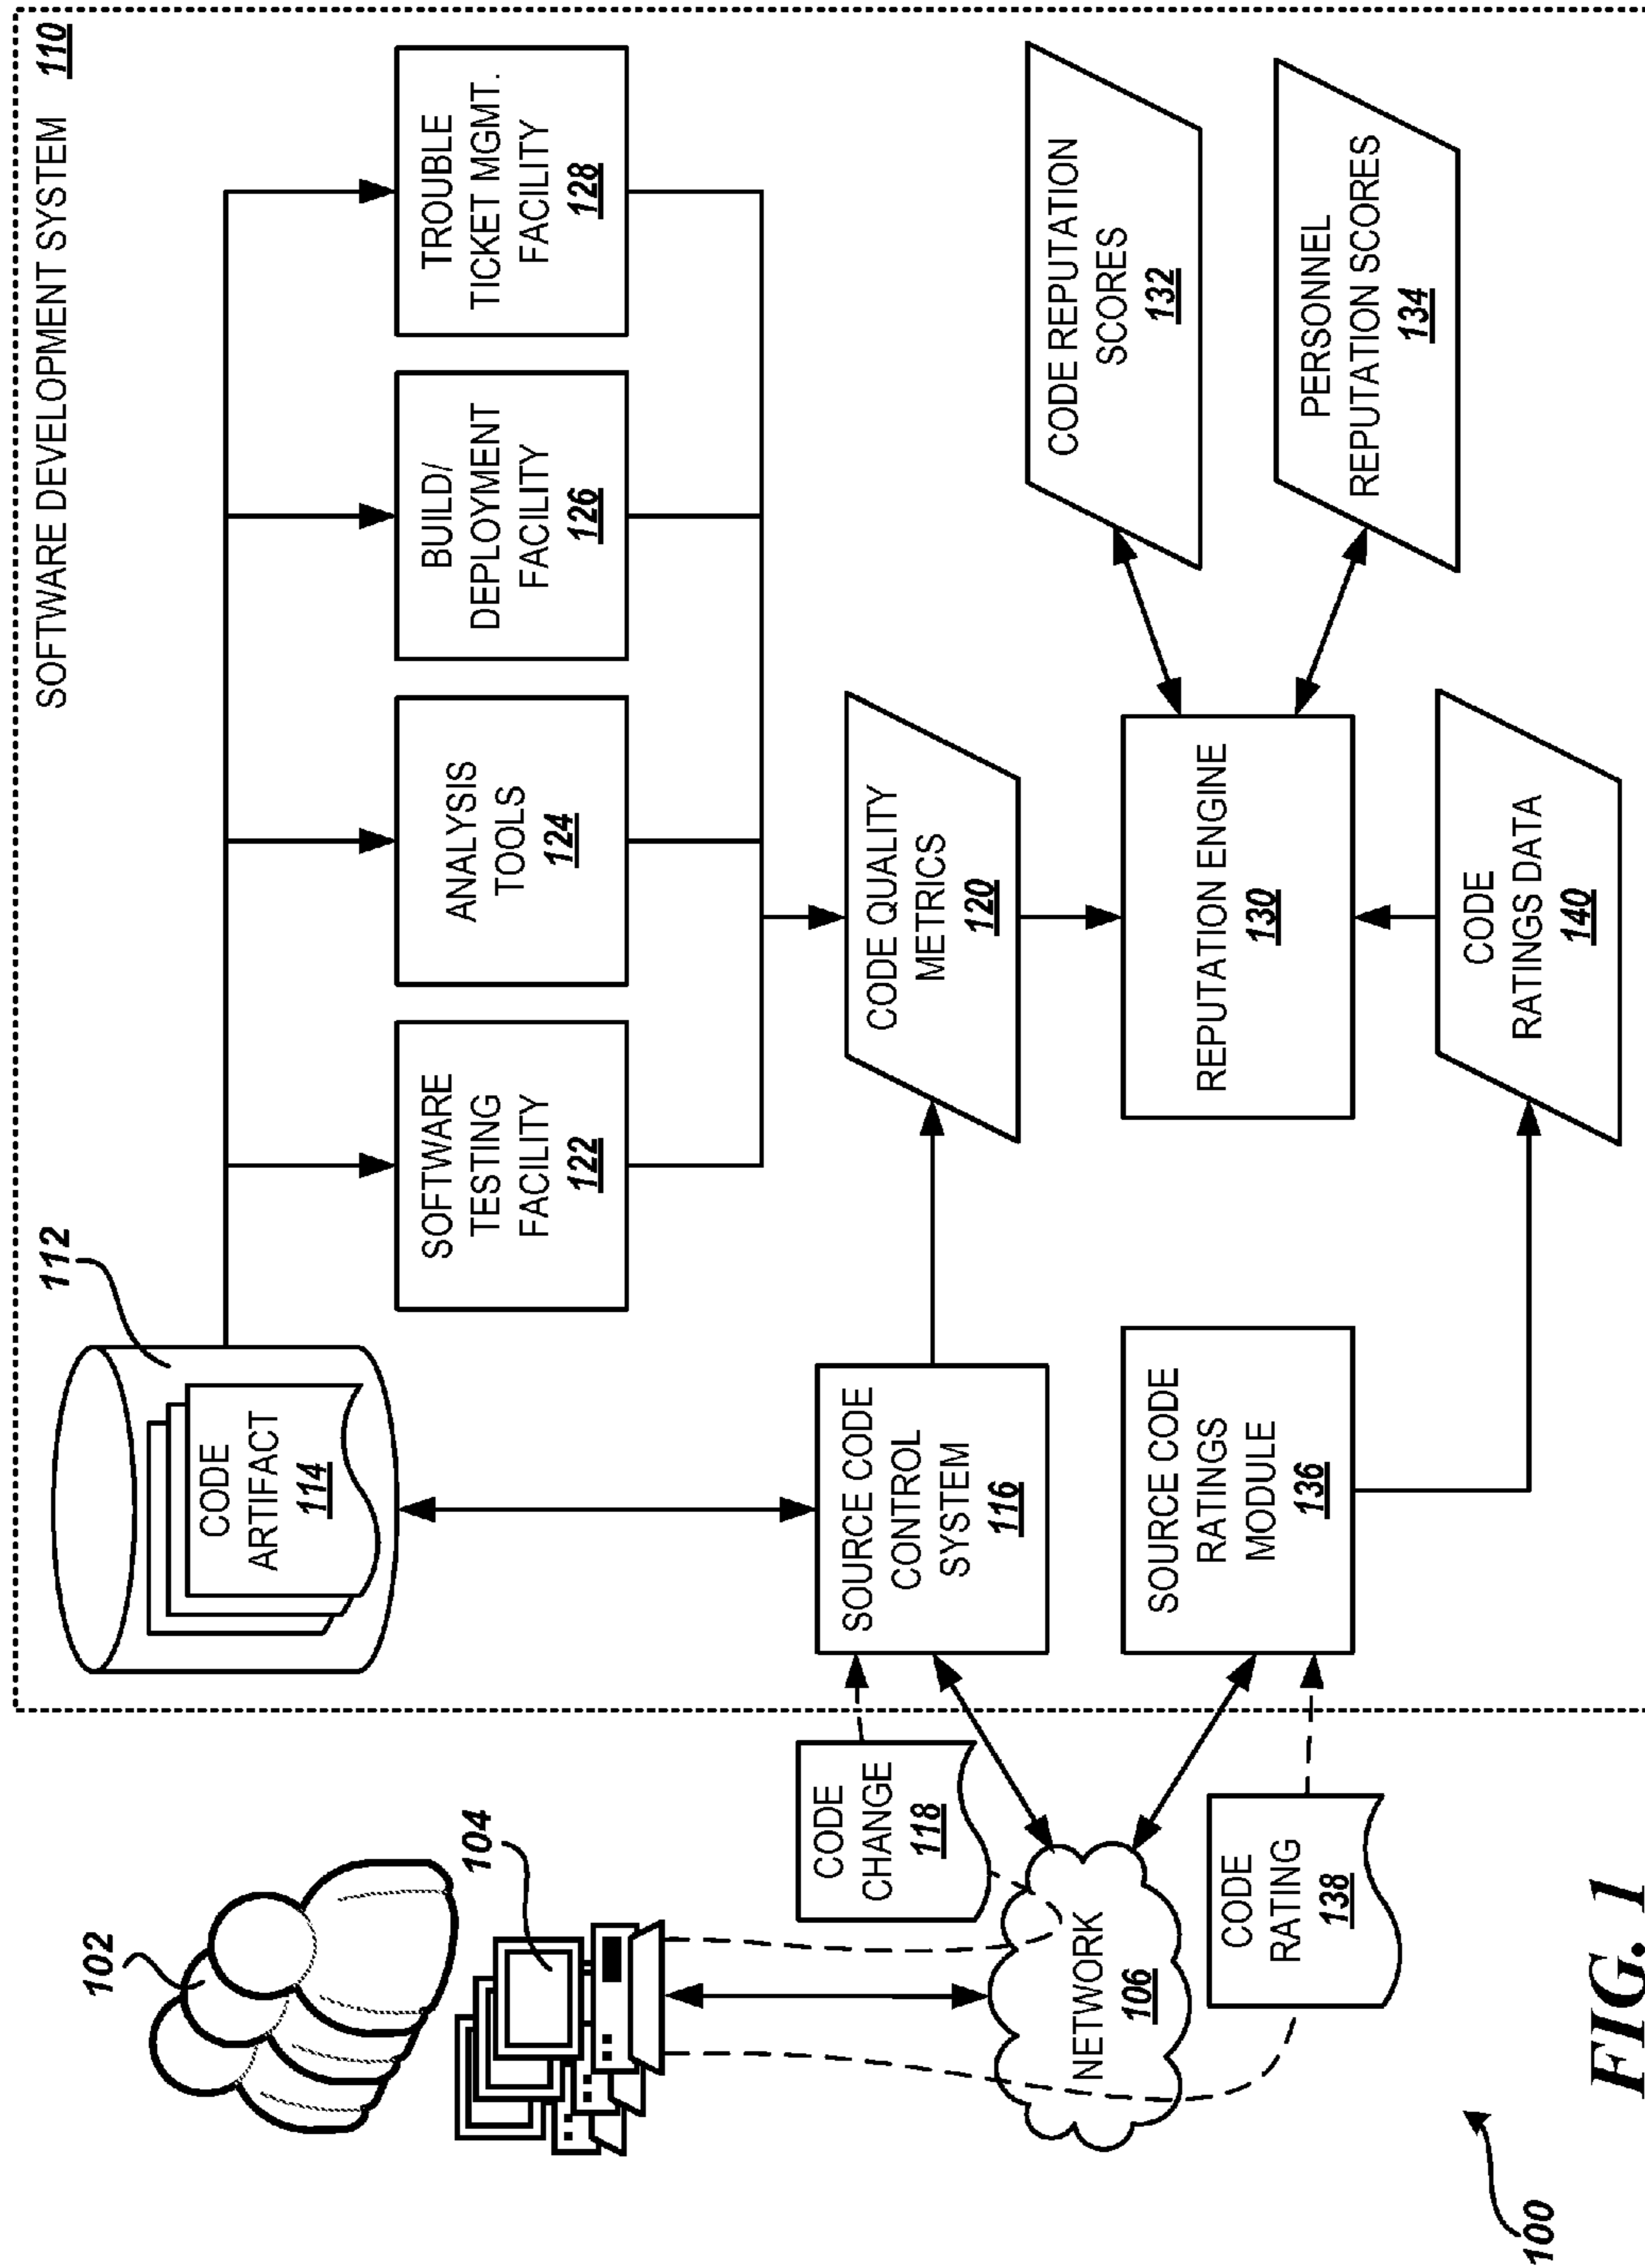 SOFTWARE DEVELOPMENT SYSTEM 110
102
104
112
CODE
ARTIFACT
114
SOFTWARE
TESTING
FACILITY
122
ANALYSIS
TOOLS
124
BUILD/
DEPLOYMENT
FACILITY
126
TROUBLE
TICKET MGMT.
FACILITY
128
CODE
CHANGE
118
SOURCE CODE
CONTROL
SYSTEM
116
CODE QUALITY
METRICS
120
CODE REPUTATION
SCORES
132
NETWORK
106
SOURCE CODE
RATINGS
MODULE
136
REPUTATION ENGINE
130
PERSONNEL
REPUTATION SCORES
134
CODE
RATING
138
CODE
RATINGS DATA
140
100
FIG. 1